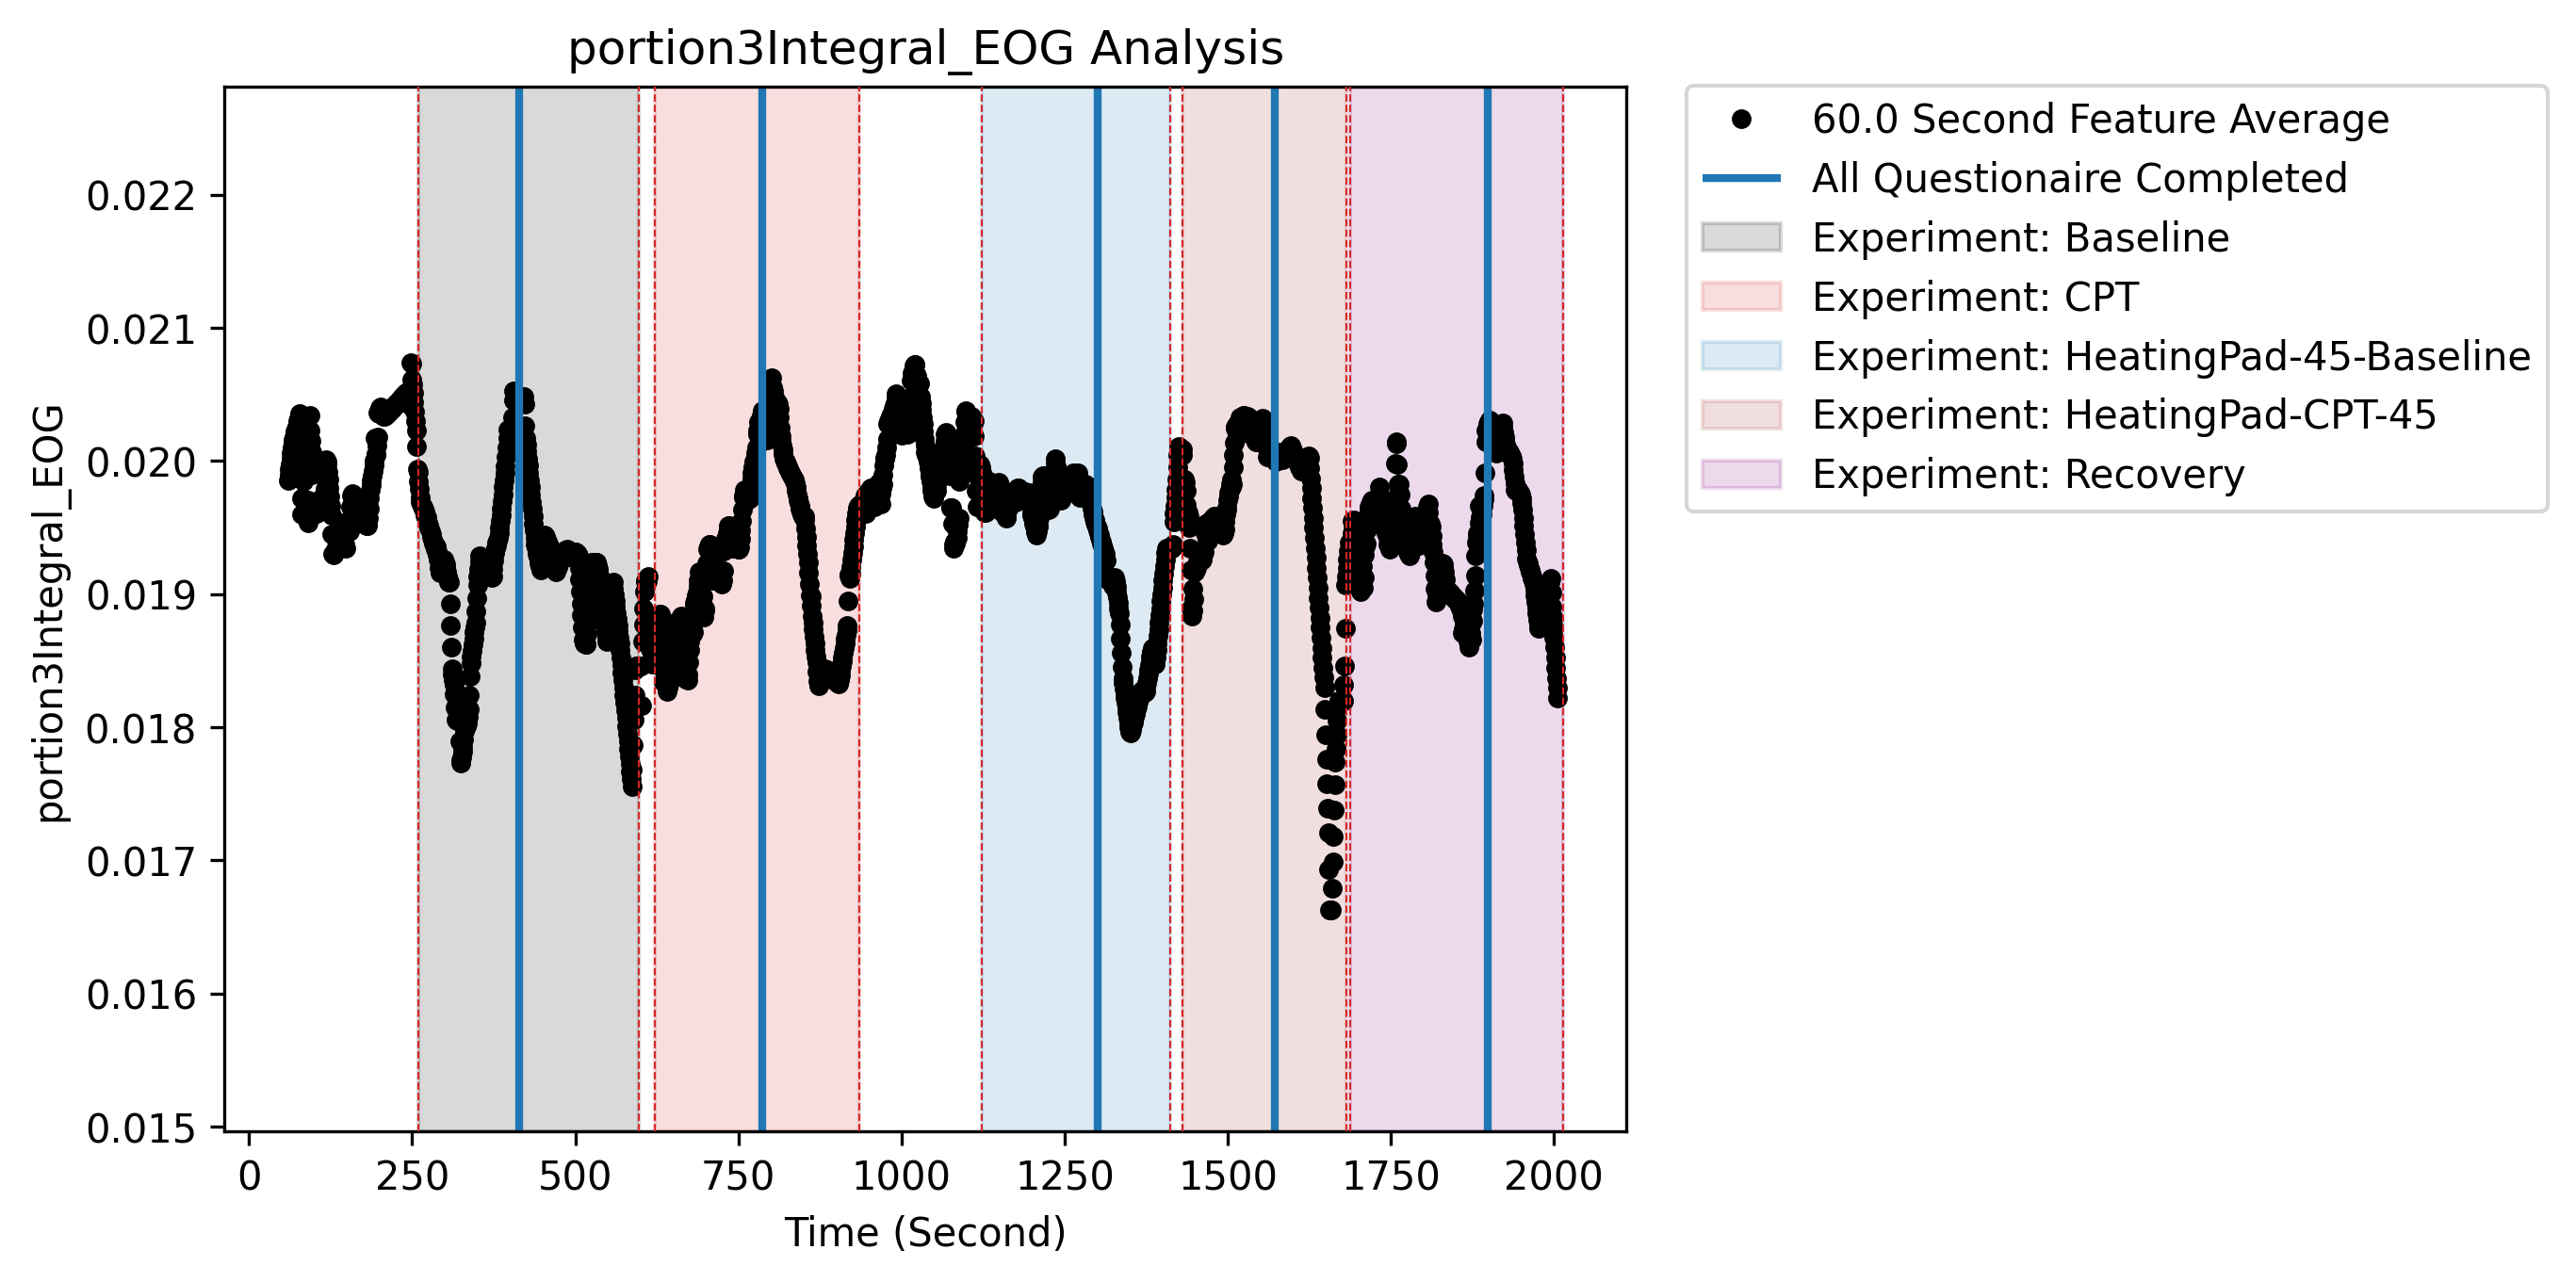 portion3Integral_EOG Analysis
portion3Integral_EOG
0.022
0.021
0.020
0.019
0.018
0.017
0.016
0.015
0 250 500 750 1000 1250 1500 1750 2000
Time (Second)
60.0 Second Feature Average
All Questionaire Completed
Experiment: Baseline
Experiment: CPT
Experiment: HeatingPad-45-Baseline
Experiment: HeatingPad-CPT-45
Experiment: Recovery